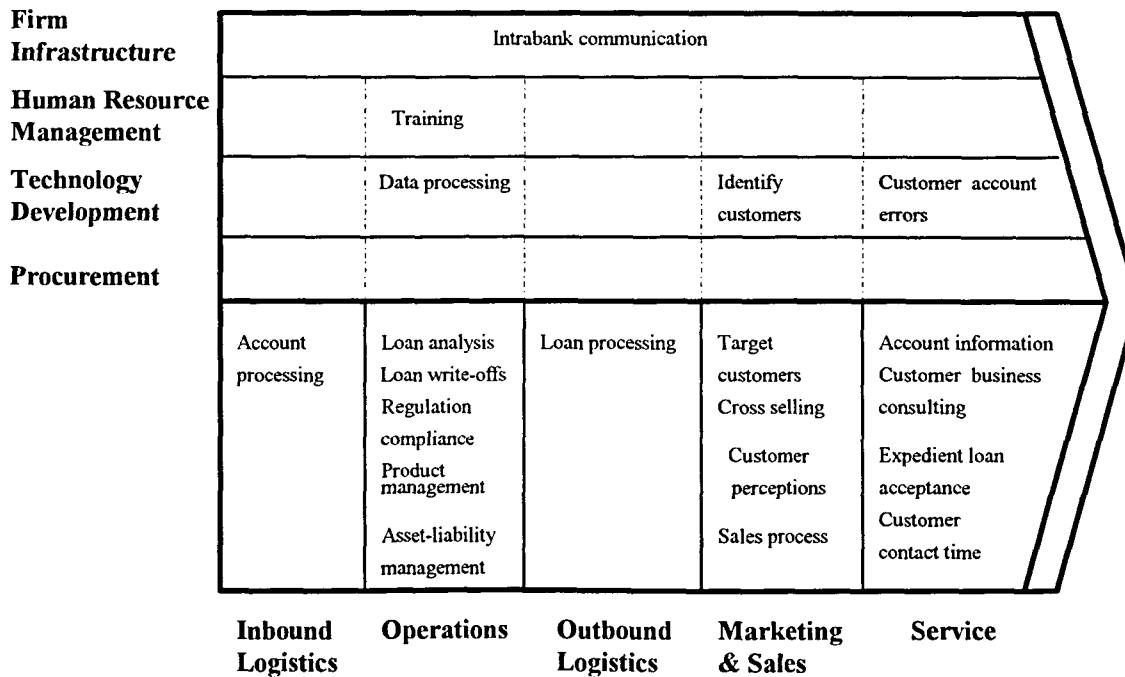 Firm
Infrastructure
Intrabank communication
Human Resource
Management
Training
Technology
Development
Data processing
Identify
customers
Customer account
errors
Procurement
Account
processing
Loan analysis
Loan write-offs
Regulation
compliance
Product
management
Asset-liability
management
Loan processing
Target
customers
Cross selling
Customer
perceptions
Sales process
Account information
Customer business
consulting
Expedient loan
acceptance
Customer
contact time
Inbound
Logistics
Operations
Outbound
Logistics
Marketing
& Sales
Service